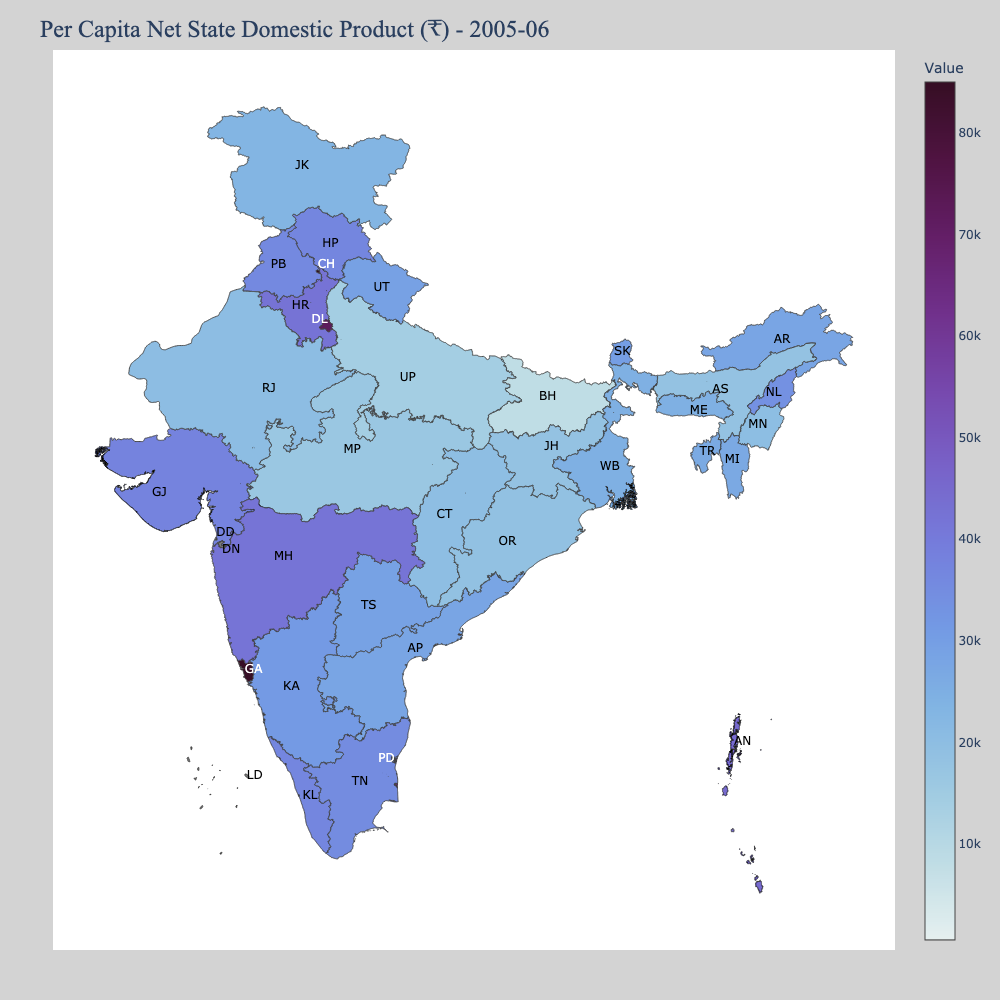 Per Capita Net State Domestic Product (₹) - 2005-06
Value
80k
70k
60k
50k
40k
30k
20k
10k
JK
HP
CH
PB
UT
HR
DL
RJ
UP
BH
SK
AR
AS
NL
ME
MN
TR
MI
MP
JH
WB
GJ
CT
OR
DD
DN
MH
TS
AP
GA
KA
PD
TN
KL
LD
AN